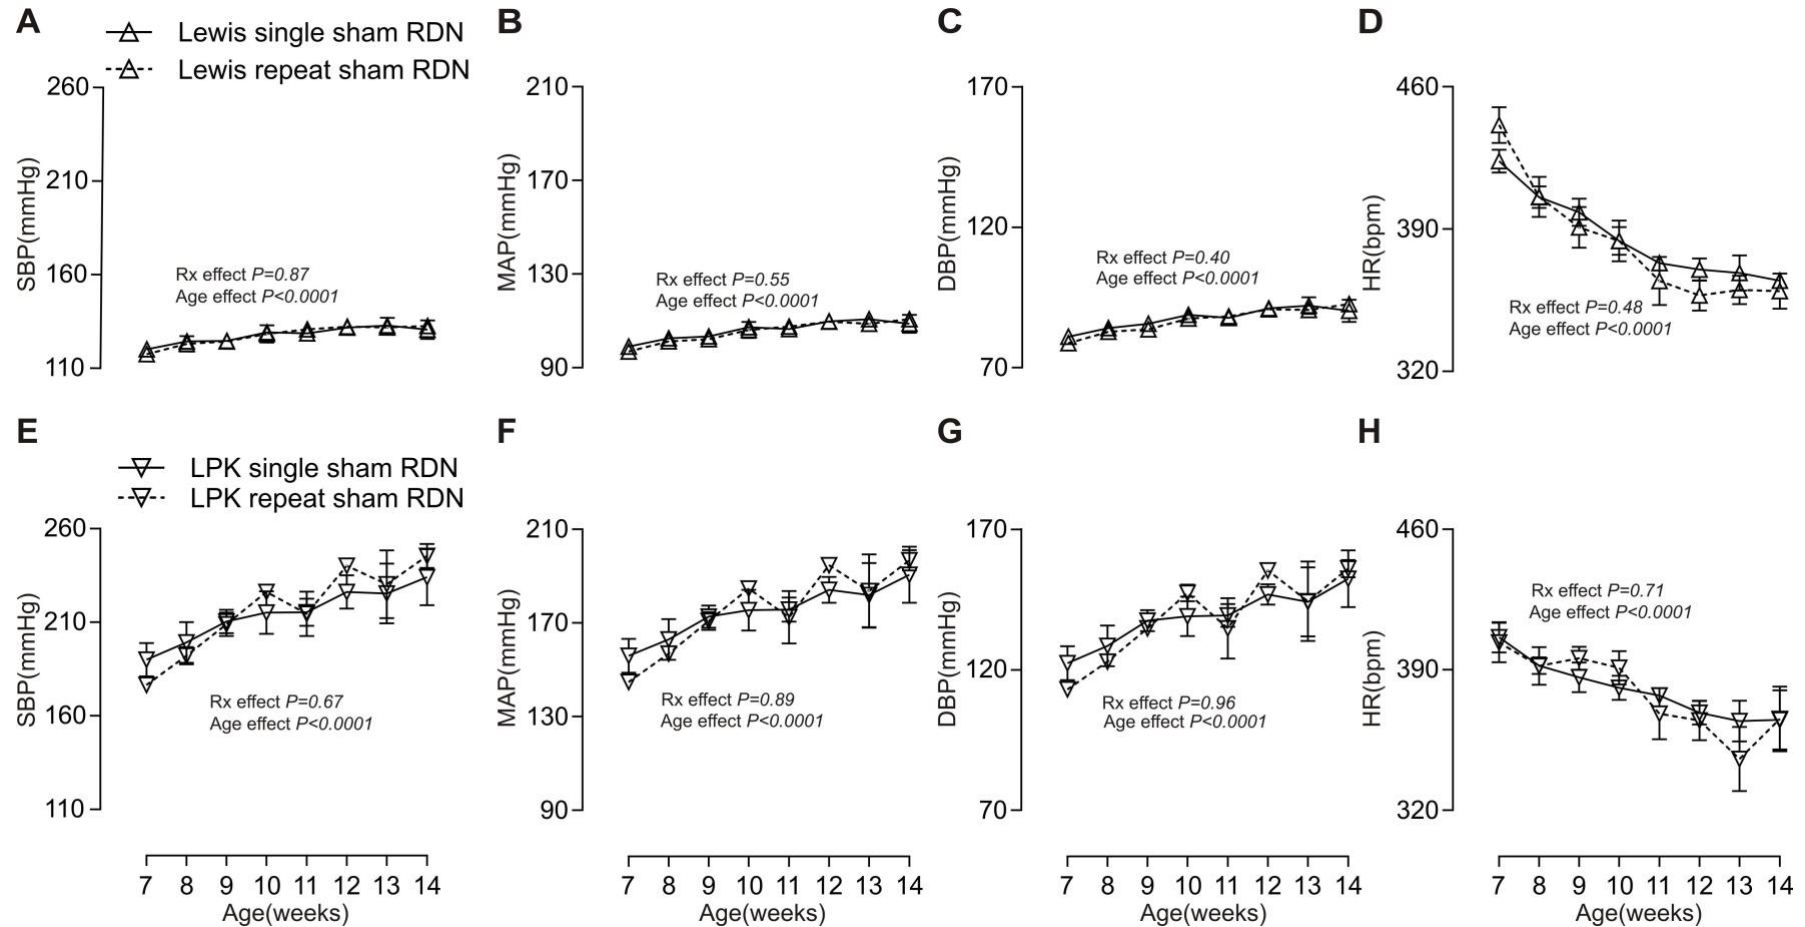 A
Lewis single sham RDN
Lewis repeat sham RDN
260
210
160
110
SBP(mmHg)
Rx effect P=0.87
Age effect P<0.0001
B
210
170
130
90
MAP(mmHg)
Rx effect P=0.55
Age effect P<0.0001
C
170
120
70
DBP(mmHg)
Rx effect P=0.40
Age effect P<0.0001
D
460
390
320
HR(bpm)
Rx effect P=0.48
Age effect P<0.0001
E
LPK single sham RDN
LPK repeat sham RDN
260
210
160
110
SBP(mmHg)
Rx effect P=0.67
Age effect P<0.0001
7 8 9 10 11 12 13 14
Age(weeks)
F
210
170
130
90
MAP(mmHg)
Rx effect P=0.89
Age effect P<0.0001
7 8 9 10 11 12 13 14
Age(weeks)
G
170
120
70
DBP(mmHg)
Rx effect P=0.96
Age effect P<0.0001
7 8 9 10 11 12 13 14
Age(weeks)
H
460
390
320
HR(bpm)
Rx effect P=0.71
Age effect P<0.0001
7 8 9 10 11 12 13 14
Age(weeks)